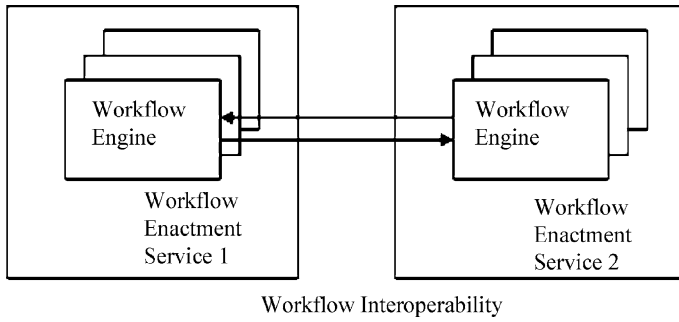 Workflow
Engine
Workflow
Enactment
Service 1
Workflow
Engine
Workflow
Enactment
Service 2
Workflow Interoperability